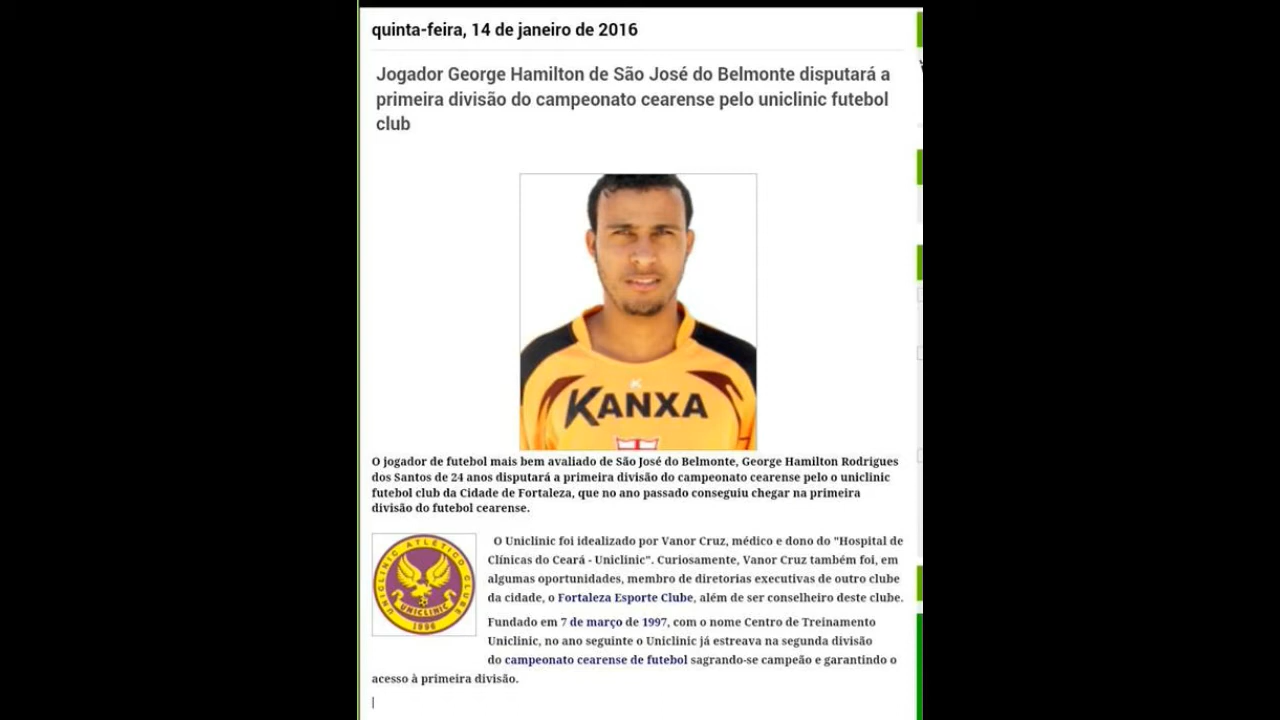 quinta-feira, 14 de janeiro de 2016
Jogador George Hamilton de São José do Belmonte disputará a
primeira divisão do campeonato cearense pelo uniclinic futebol
club
KANXA
O jogador de futebol mais bem avaliado de São José do Belmonte, George Hamilton Rodrigues
dos Santos de 24 anos disputará a primeira divisão do campeonato cearense pelo o uniclinic
futebol club da Cidade de Fortaleza, que no ano passado conseguiu chegar na primeira
divisão do futebol cearense.
UNICLINIC ATLÉTICO CLUBE
UNICLINIC
1996
O Uniclinic foi idealizado por Vanor Cruz, médico e dono do "Hospital de
Clínicas do Ceará - Uniclinic". Curiosamente, Vanor Cruz também foi, em
algumas oportunidades, membro de diretorias executivas de outro clube
da cidade, o Fortaleza Esporte Clube, além de ser conselheiro deste clube.
Fundado em 7 de março de 1997, com o nome Centro de Treinamento
Uniclinic, no ano seguinte o Uniclinic já estreava na segunda divisão
do campeonato cearense de futebol sagrando-se campeão e garantindo o
acesso à primeira divisão.